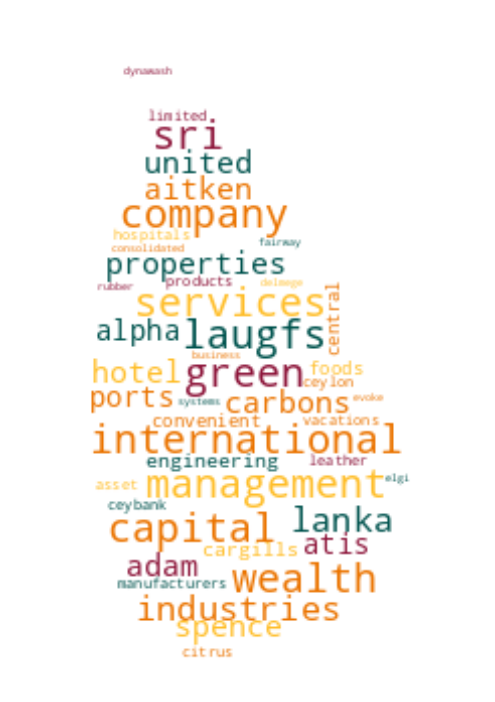 dynawash
limited
sri
united
aitken
company
hospitals
fairway
consolidated
properties
rubber products delmege
services central
alpha laugfs
business
hotel green foods
ceylon
ports systems carbons evoke
convenient vacations
international
engineering leather
asset management elgi
ceybank
capital lanka
cargills atis
adam
manufacturers wealth
industries
spence
citrus